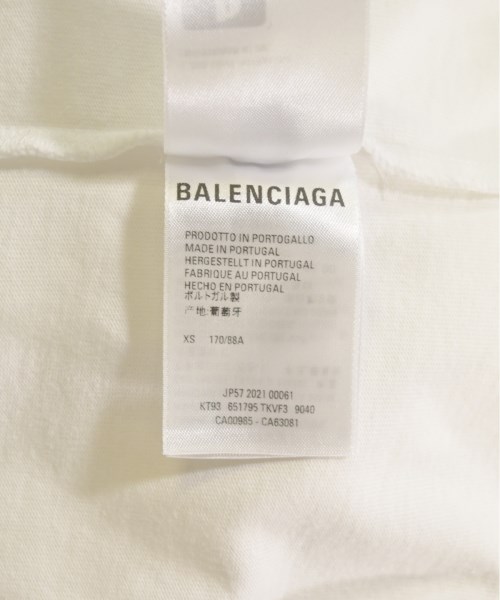 BALENCIAGA
PRODOTTO IN PORTOGALLO
MADE IN PORTUGAL
HERGESTELLT IN PORTUGAL
FABRIQUE AU PORTUGAL
HECHO EN PORTUGAL
ポルトガル製
产地:葡萄牙
XS 170/88A
JP57 2021 00061
KT93 651795 TKVF3 9040
CA00985 - CA63081